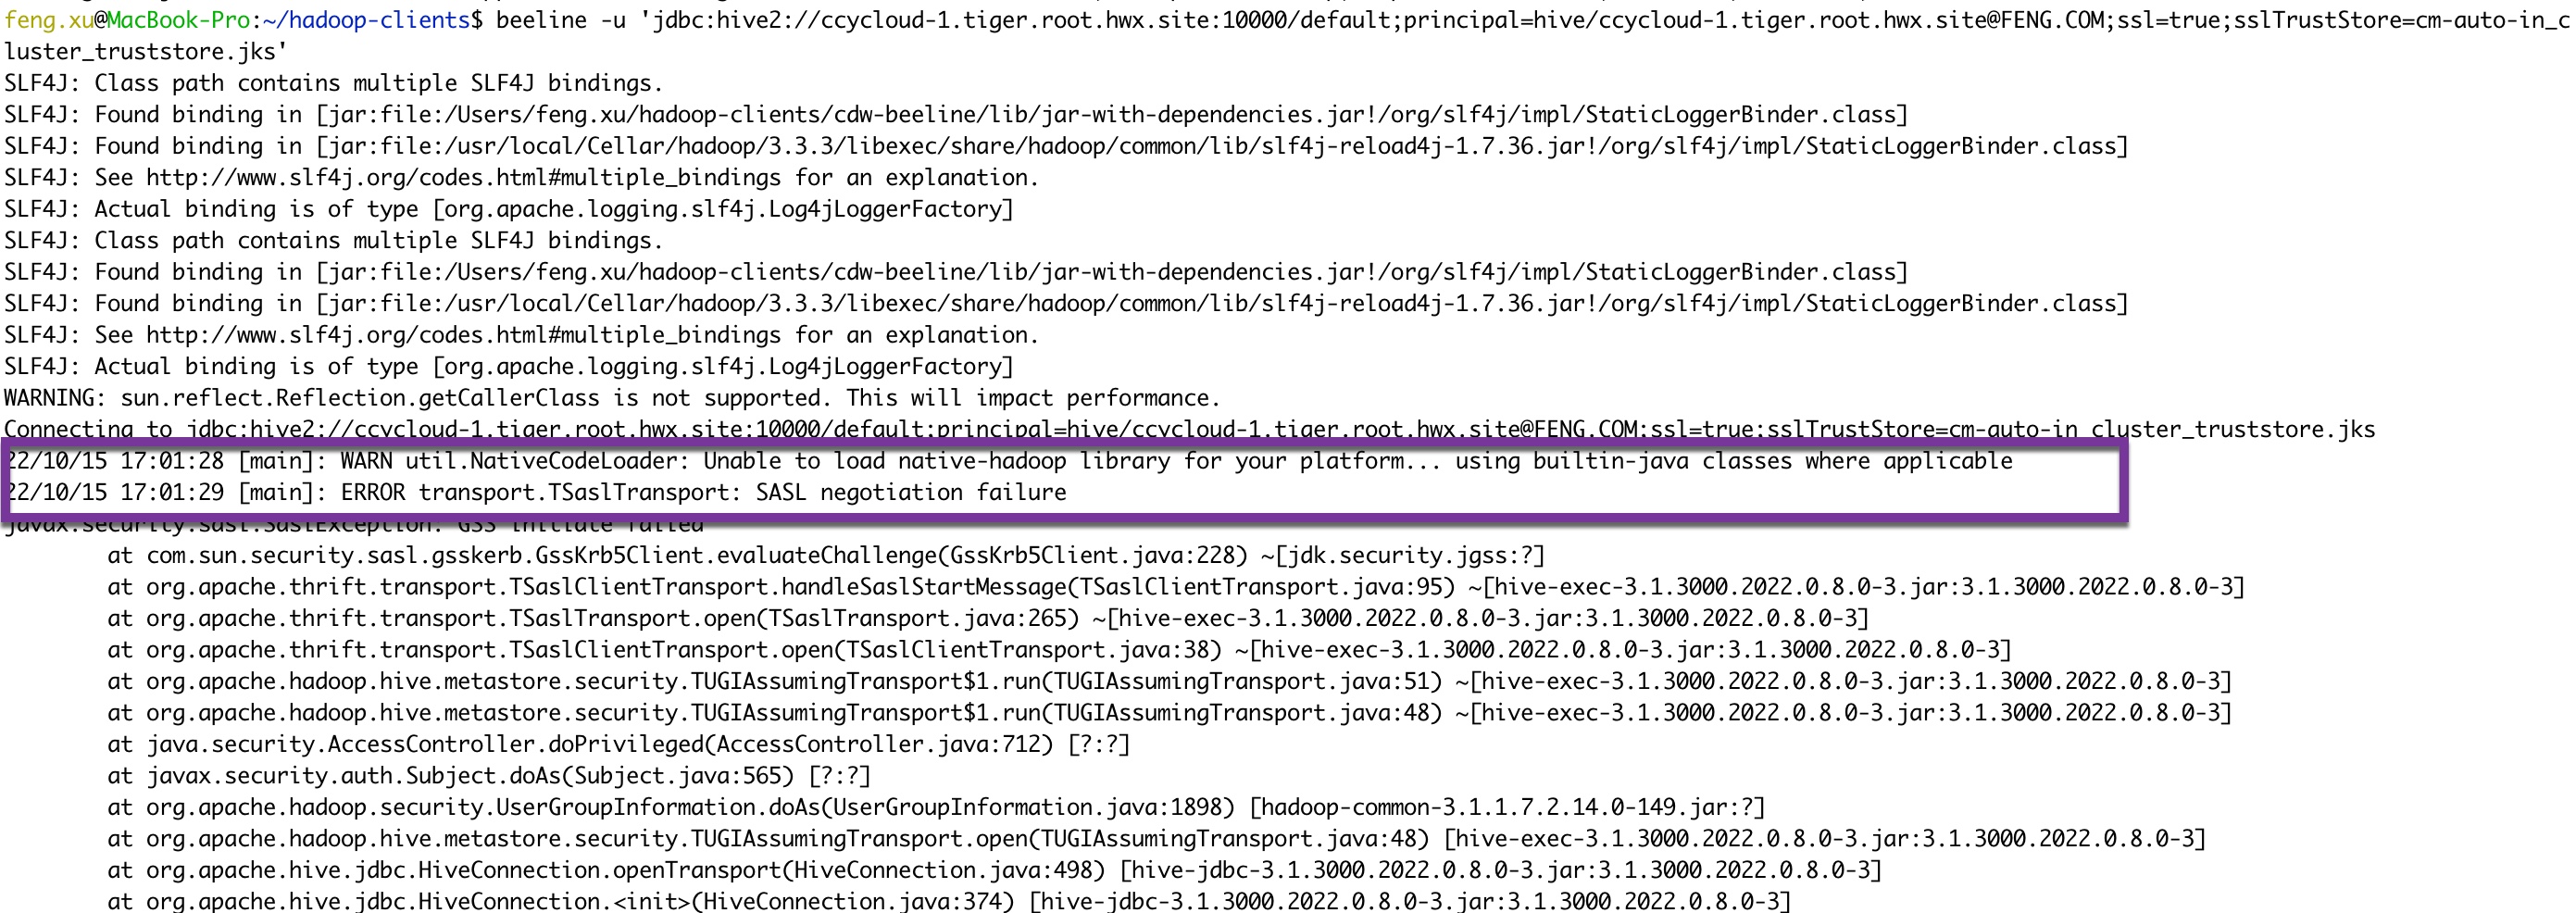 feng.xu@MacBook-Pro:~/hadoop-clients$ beeline -u 'jdbc:hive2://ccycloud-1.tiger.root.hwx.site:10000/default;principal=hive/ccycloud-1.tiger.root.hwx.site@FENG.COM;ssl=true;sslTrustStore=cm-auto-in_c
luster_truststore.jks'
SLF4J: Class path contains multiple SLF4J bindings.
SLF4J: Found binding in [jar:file:/Users/feng.xu/hadoop-clients/cdw-beeline/lib/jar-with-dependencies.jar!/org/slf4j/impl/StaticLoggerBinder.class]
SLF4J: Found binding in [jar:file:/usr/local/Cellar/hadoop/3.3.3/libexec/share/hadoop/common/lib/slf4j-reload4j-1.7.36.jar!/org/slf4j/impl/StaticLoggerBinder.class]
SLF4J: See http://www.slf4j.org/codes.html#multiple_bindings for an explanation.
SLF4J: Actual binding is of type [org.apache.logging.slf4j.Log4jLoggerFactory]
SLF4J: Class path contains multiple SLF4J bindings.
SLF4J: Found binding in [jar:file:/Users/feng.xu/hadoop-clients/cdw-beeline/lib/jar-with-dependencies.jar!/org/slf4j/impl/StaticLoggerBinder.class]
SLF4J: Found binding in [jar:file:/usr/local/Cellar/hadoop/3.3.3/libexec/share/hadoop/common/lib/slf4j-reload4j-1.7.36.jar!/org/slf4j/impl/StaticLoggerBinder.class]
SLF4J: See http://www.slf4j.org/codes.html#multiple_bindings for an explanation.
SLF4J: Actual binding is of type [org.apache.logging.slf4j.Log4jLoggerFactory]
WARNING: sun.reflect.Reflection.getCallerClass is not supported. This will impact performance.
Connecting to jdbc:hive2://ccycloud-1.tiger.root.hwx.site:10000/default;principal=hive/ccycloud-1.tiger.root.hwx.site@FENG.COM;ssl=true;sslTrustStore=cm-auto-in_cluster_truststore.jks
22/10/15 17:01:28 [main]: WARN util.NativeCodeLoader: Unable to load native-hadoop library for your platform... using builtin-java classes where applicable
22/10/15 17:01:29 [main]: ERROR transport.TSaslTransport: SASL negotiation failure
javax.security.sasl.SaslException: GSS initiate failed
at com.sun.security.sasl.gsskerb.GssKrb5Client.evaluateChallenge(GssKrb5Client.java:228) ~[jdk.security.jgss:?]
at org.apache.thrift.transport.TSaslClientTransport.handleSaslStartMessage(TSaslClientTransport.java:95) ~[hive-exec-3.1.3000.2022.0.8.0-3.jar:3.1.3000.2022.0.8.0-3]
at org.apache.thrift.transport.TSaslTransport.open(TSaslTransport.java:265) ~[hive-exec-3.1.3000.2022.0.8.0-3.jar:3.1.3000.2022.0.8.0-3]
at org.apache.thrift.transport.TSaslClientTransport.open(TSaslClientTransport.java:38) ~[hive-exec-3.1.3000.2022.0.8.0-3.jar:3.1.3000.2022.0.8.0-3]
at org.apache.hadoop.hive.metastore.security.TUGIAssumingTransport$1.run(TUGIAssumingTransport.java:51) ~[hive-exec-3.1.3000.2022.0.8.0-3.jar:3.1.3000.2022.0.8.0-3]
at org.apache.hadoop.hive.metastore.security.TUGIAssumingTransport$1.run(TUGIAssumingTransport.java:48) ~[hive-exec-3.1.3000.2022.0.8.0-3.jar:3.1.3000.2022.0.8.0-3]
at java.security.AccessController.doPrivileged(AccessController.java:712) [?:?]
at javax.security.auth.Subject.doAs(Subject.java:565) [?:?]
at org.apache.hadoop.security.UserGroupInformation.doAs(UserGroupInformation.java:1898) [hadoop-common-3.1.1.7.2.14.0-149.jar:?]
at org.apache.hadoop.hive.metastore.security.TUGIAssumingTransport.open(TUGIAssumingTransport.java:48) [hive-exec-3.1.3000.2022.0.8.0-3.jar:3.1.3000.2022.0.8.0-3]
at org.apache.hive.jdbc.HiveConnection.openTransport(HiveConnection.java:498) [hive-jdbc-3.1.3000.2022.0.8.0-3.jar:3.1.3000.2022.0.8.0-3]
at org.apache.hive.jdbc.HiveConnection.<init>(HiveConnection.java:374) [hive-jdbc-3.1.3000.2022.0.8.0-3.jar:3.1.3000.2022.0.8.0-3]